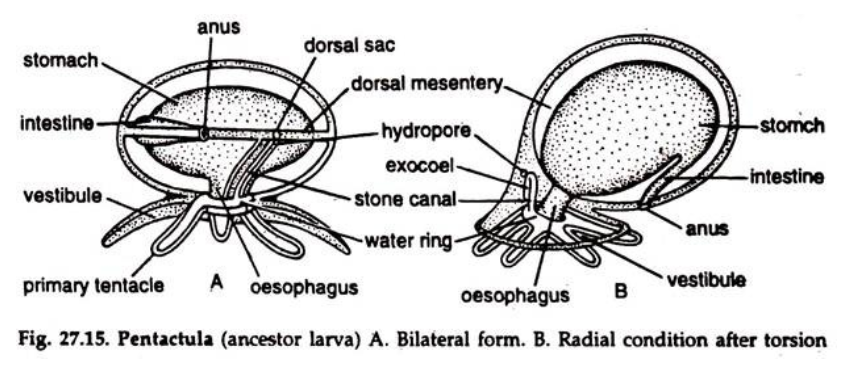 anus
dorsal sac
stomach
dorsal mesentery
intestine
hydropore
stomch
exocoel
intestine
vestibule
stone canal
anus
water ring
primary tentacle
A
oesophagus
oesophagus
B
vestibule
Fig. 27.15. Pentactula (ancestor larva) A. Bilateral form. B. Radial condition after torsion